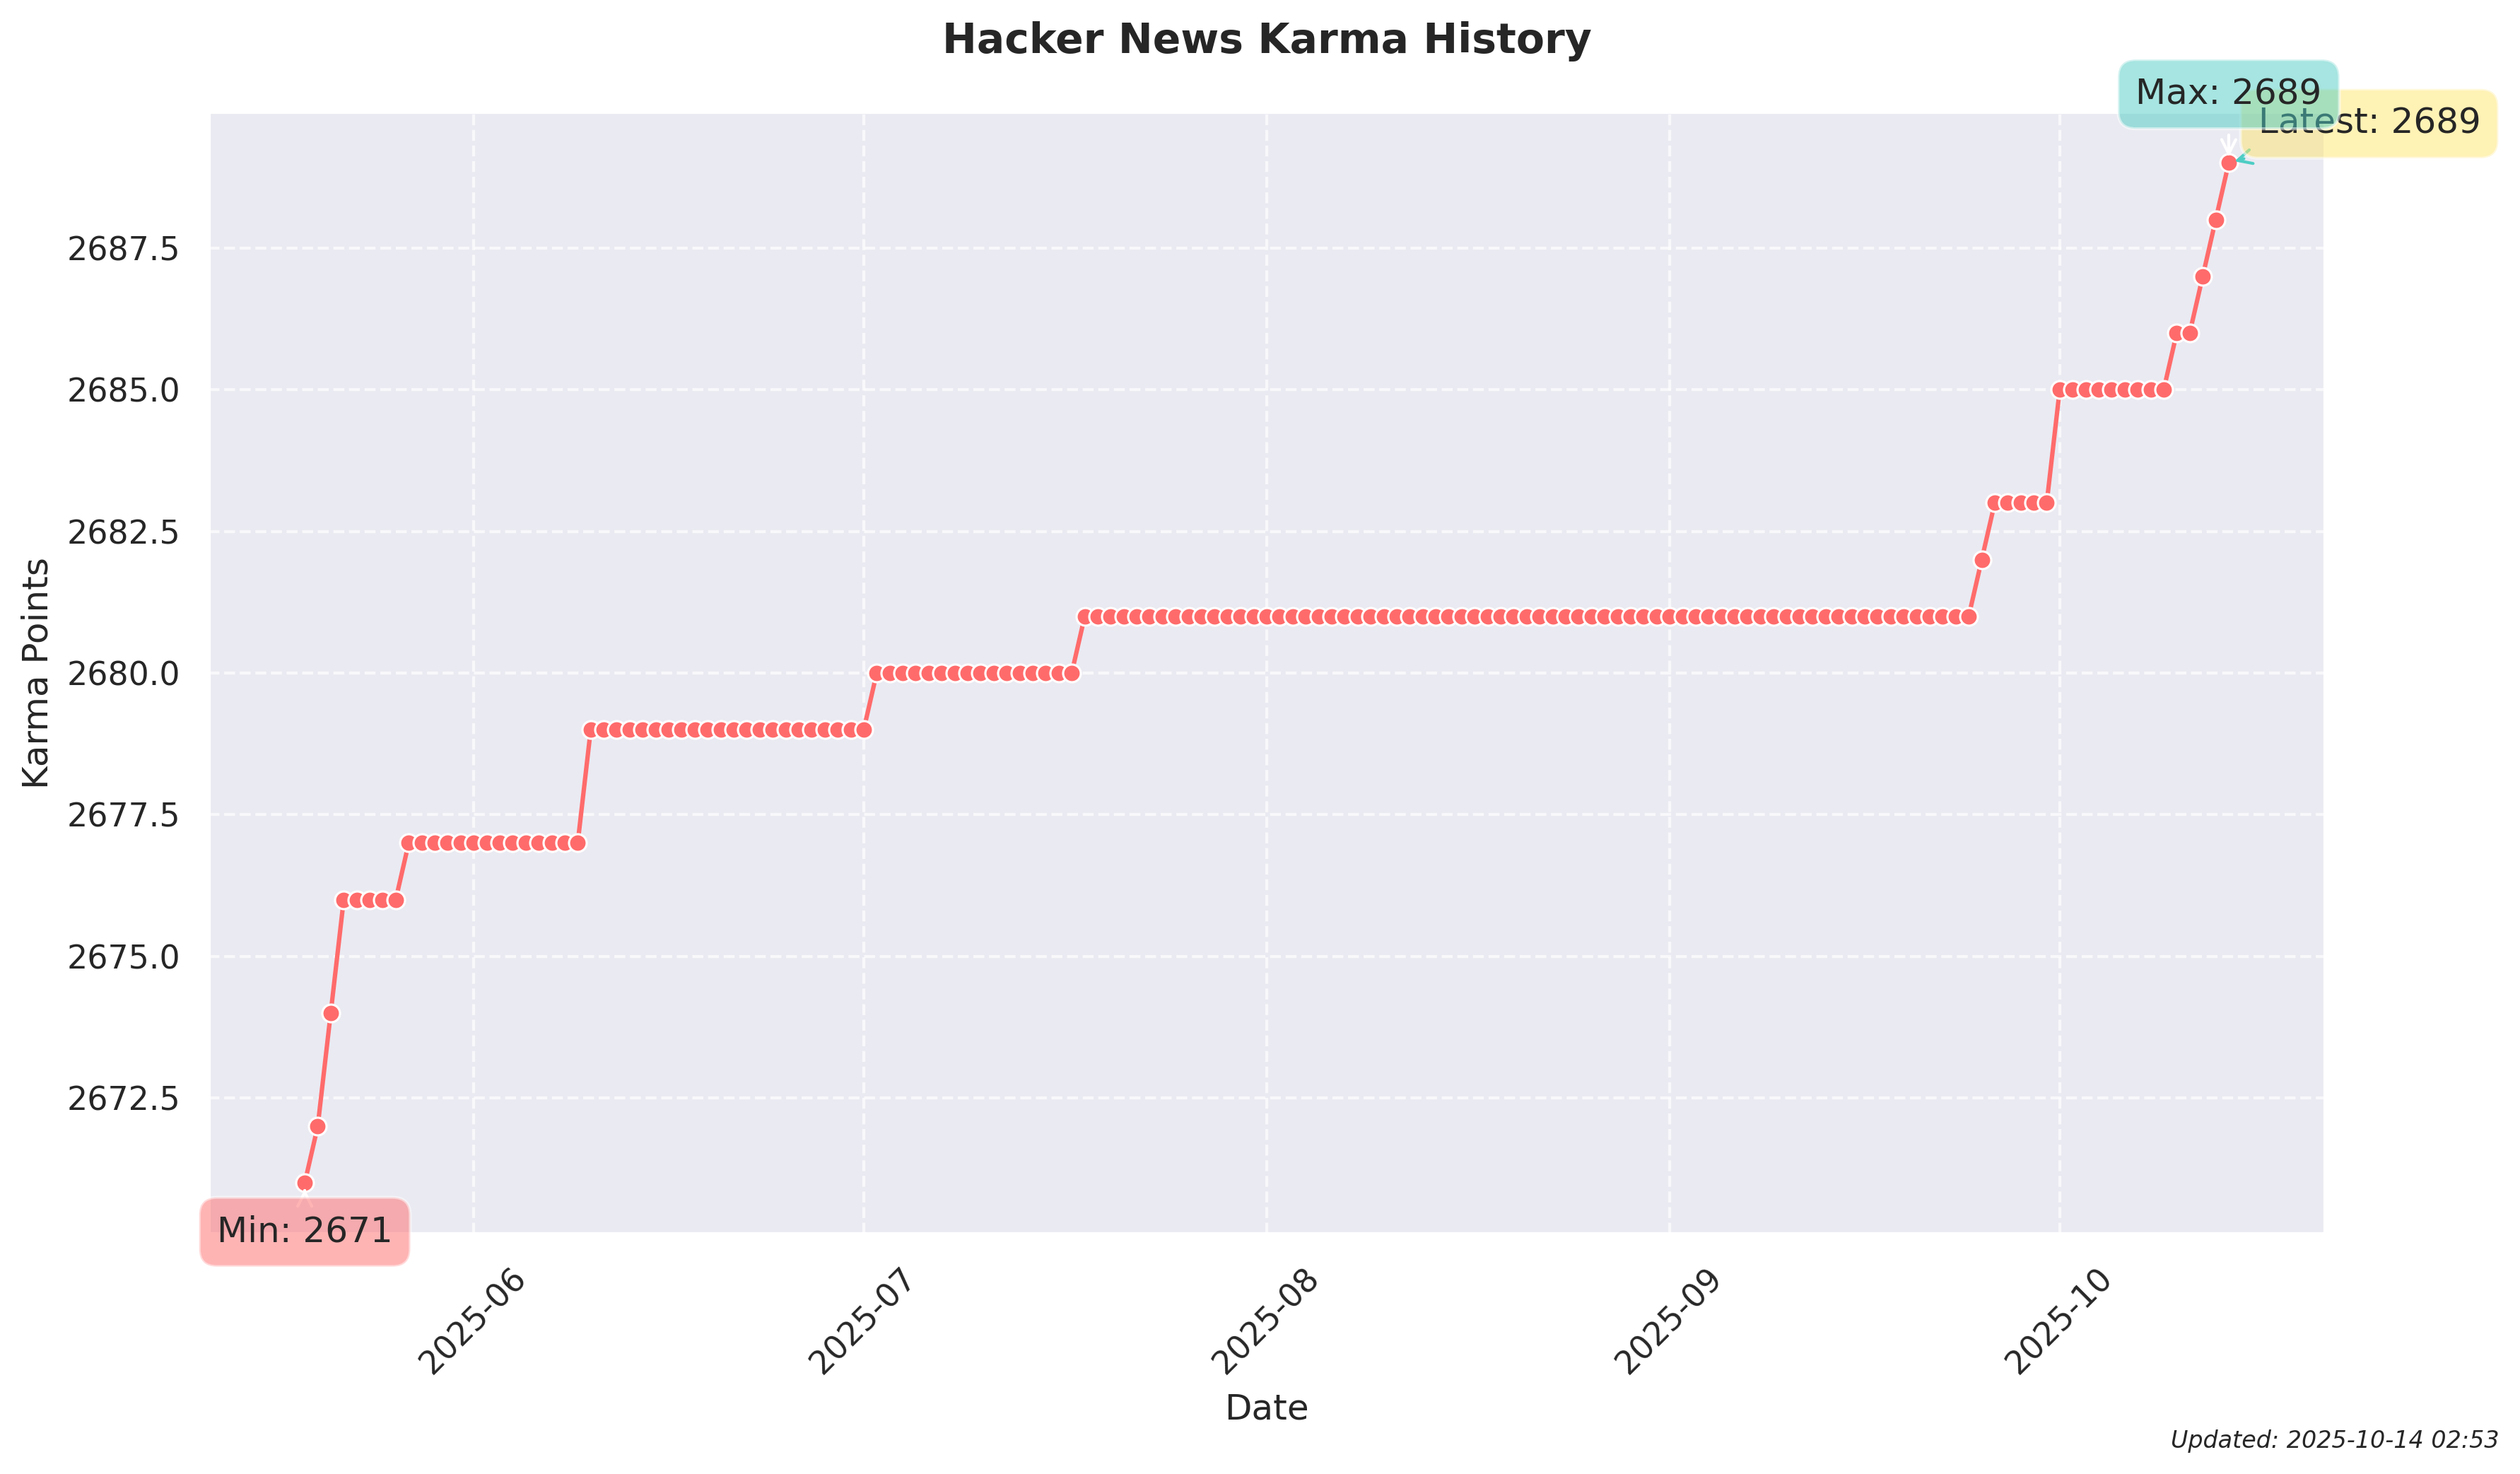 Hacker News Karma History
Max: 2689
Latest: 2689
Karma Points
2687.5
2685.0
2682.5
2680.0
2677.5
2675.0
2672.5
Min: 2671
2025-06
2025-07
2025-08
2025-09
2025-10
Date
Updated: 2025-10-14 02:53